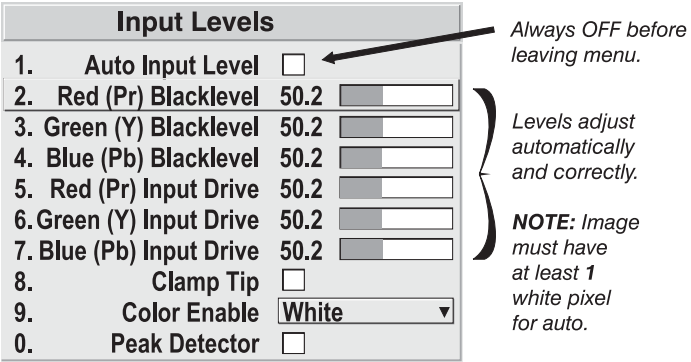 Input Levels
1. Auto Input Level
2. Red (Pr) Blacklevel 50.2
3. Green (Y) Blacklevel 50.2
4. Blue (Pb) Blacklevel 50.2
5. Red (Pr) Input Drive 50.2
6. Green (Y) Input Drive 50.2
7. Blue (Pb) Input Drive 50.2
8. Clamp Tip
9. Color Enable White
0. Peak Detector
Always OFF before
leaving menu.
Levels adjust
automatically
and correctly.
NOTE: Image
must have
at least 1
white pixel
for auto.